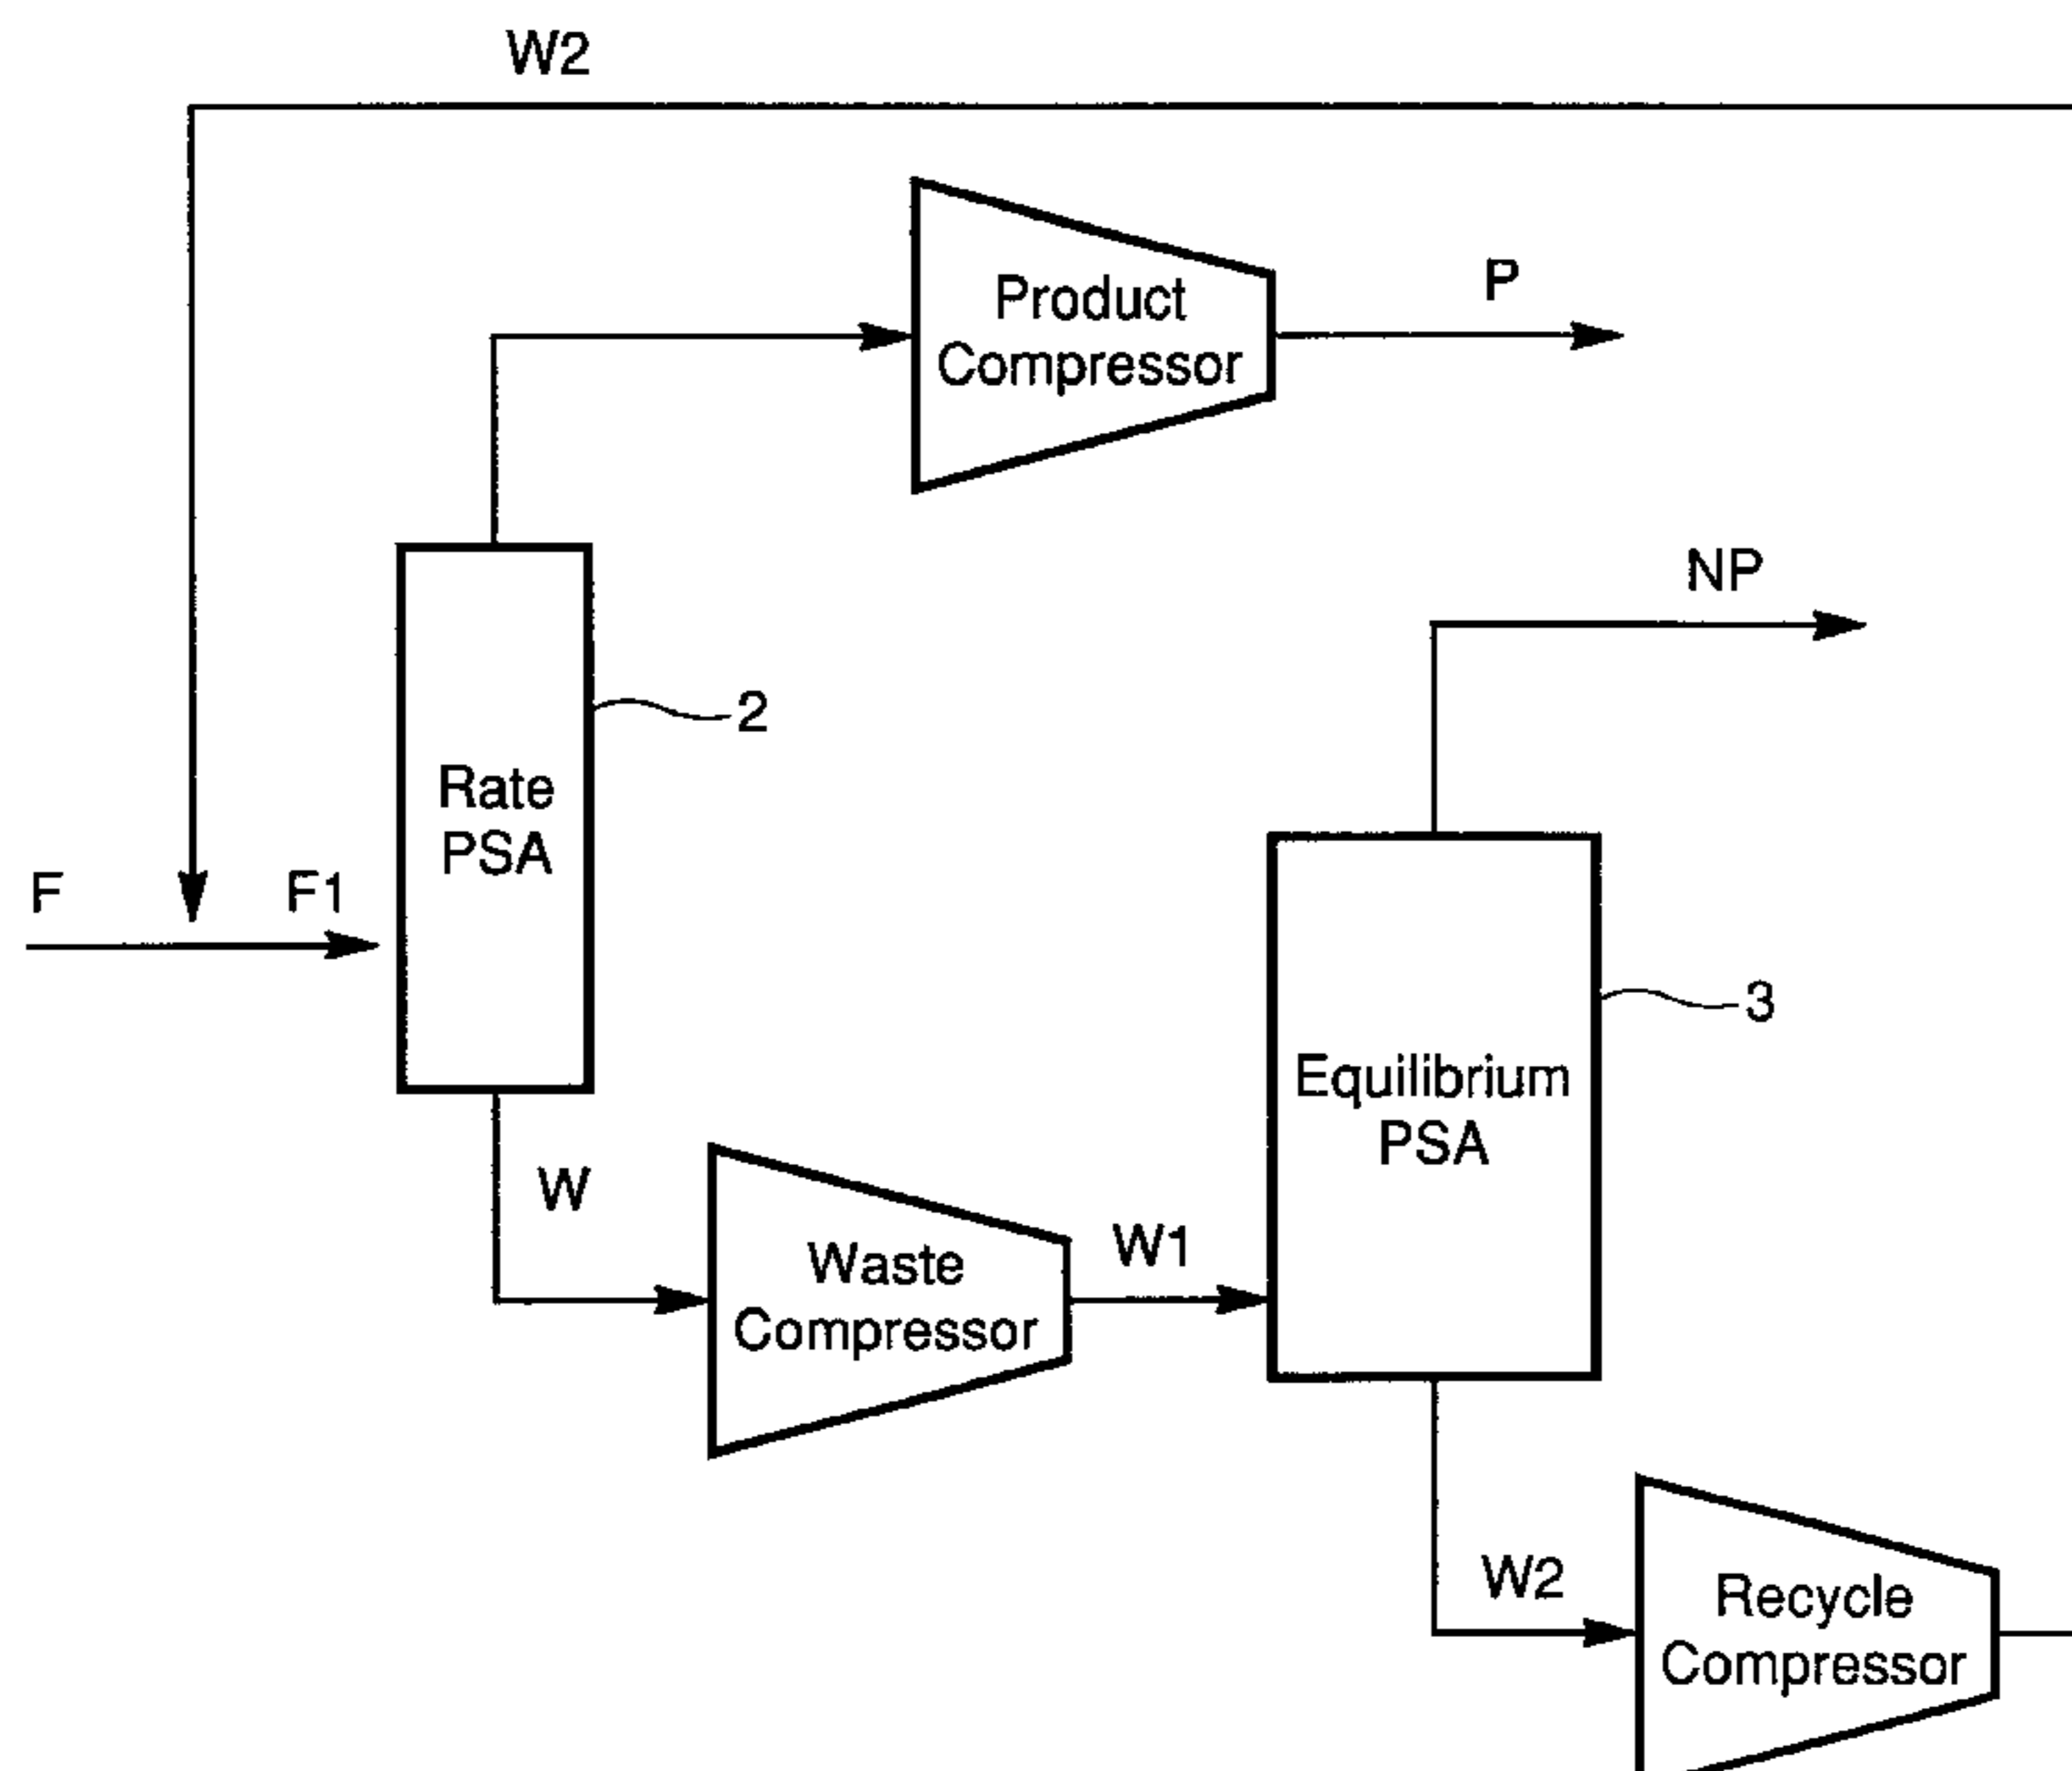 W2
Product
Compressor
P
NP
2
Rate
PSA
F
F1
3
Equilibrium
PSA
W
Waste
Compressor
W1
W2
Recycle
Compressor